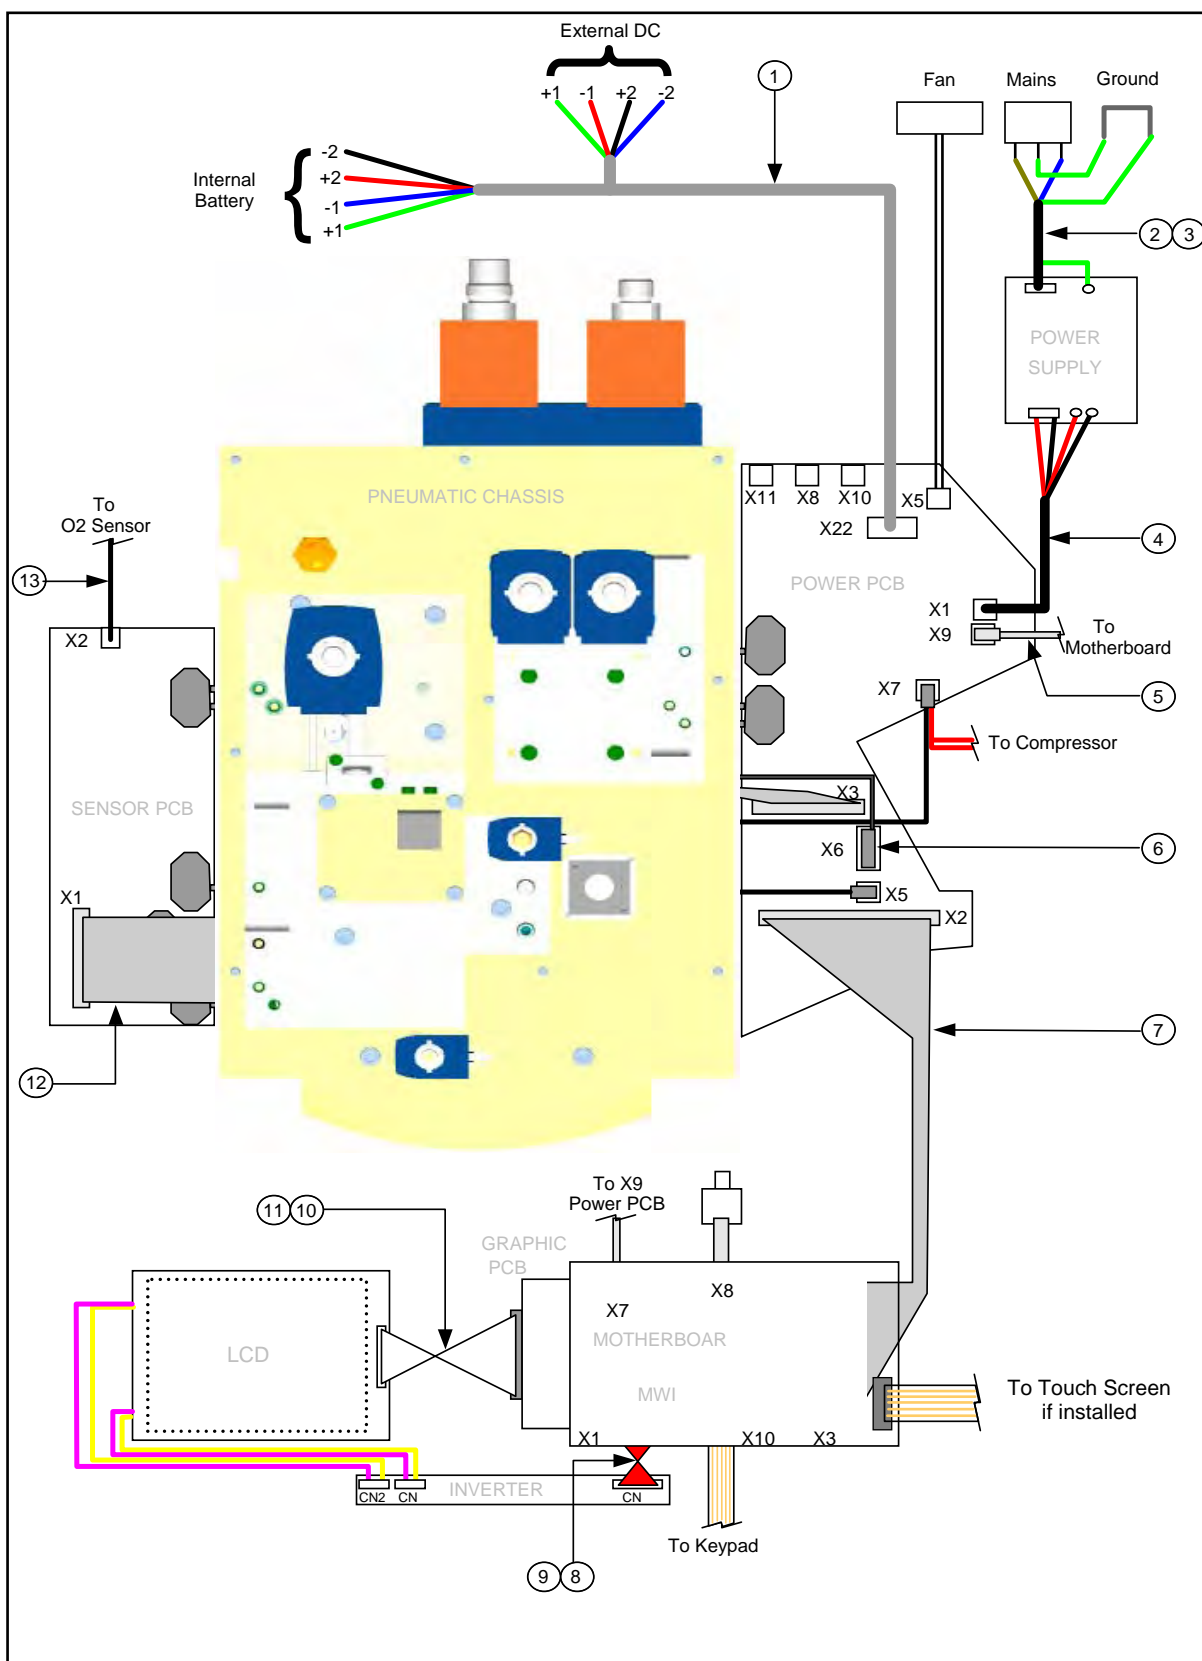 External DC
1
Fan
Mains
Ground
+1
-1
+2
-2
-2
+2
-1
+1
Internal
Battery
2
3
POWER
SUPPLY
PNEUMATIC CHASSIS
X11
X8
X10
X5
X22
To
O2 Sensor
4
13
POWER PCB
X1
X2
X9
To
Motherboard
X7
5
To Compressor
SENSOR PCB
X3
X6
6
X1
X5
X2
7
12
To X9
Power PCB
11
10
GRAPHIC
PCB
X8
X7
MOTHERBOAR
LCD
MWI
To Touch Screen
if installed
X1
X10
X3
INVERTER
CN2
CN
CN
To Keypad
9
8